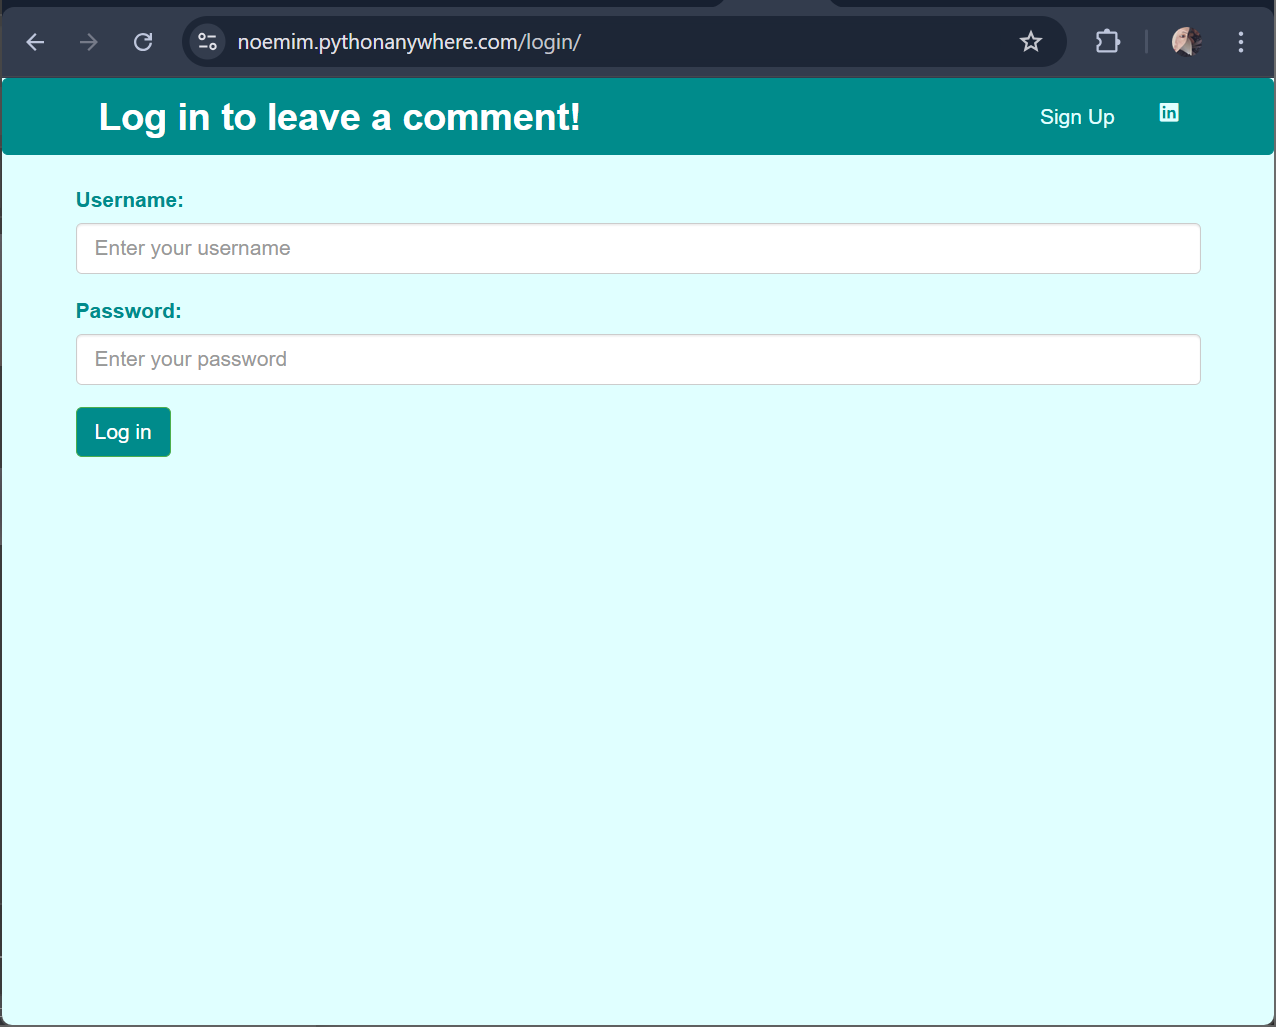 noemim.pythonanywhere.com/login/
Log in to leave a comment!
Sign Up
in
Username:
Enter your username
Password:
Enter your password
Log in